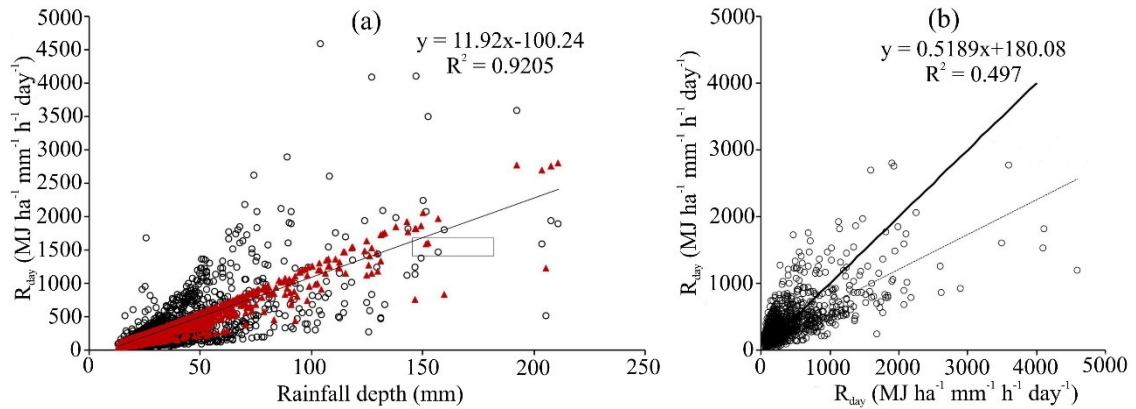 (a)
y = 11.92x-100.24
R² = 0.9205
R_day (MJ ha⁻¹ mm⁻¹ h⁻¹ day⁻¹)
5000
4500
4000
3500
3000
2500
2000
1500
1000
500
0
0
50
100
150
200
250
Rainfall depth (mm)
(b)
y = 0.5189x+180.08
R² = 0.497
R_day (MJ ha⁻¹ mm⁻¹ h⁻¹ day⁻¹)
5000
4000
3000
2000
1000
0
0
1000
2000
3000
4000
5000
R_day (MJ ha⁻¹ mm⁻¹ h⁻¹ day⁻¹)